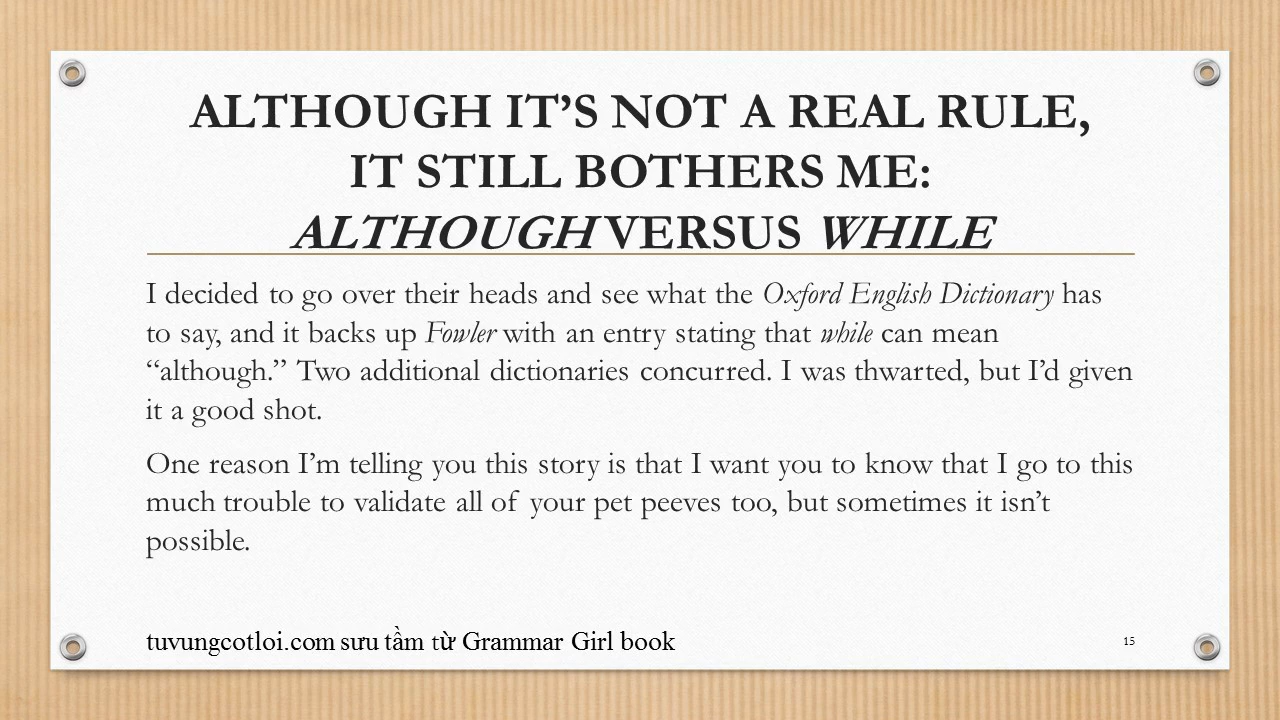 ALTHOUGH IT’S NOT A REAL RULE,
IT STILL BOTHERS ME:
ALTHOUGH VERSUS WHILE
I decided to go over their heads and see what the Oxford English Dictionary has
to say, and it backs up Fowler with an entry stating that while can mean
“although.” Two additional dictionaries concurred. I was thwarted, but I’d given
it a good shot.
One reason I’m telling you this story is that I want you to know that I go to this
much trouble to validate all of your pet peeves too, but sometimes it isn’t
possible.
tuvungcotloi.com sưu tầm từ Grammar Girl book
15